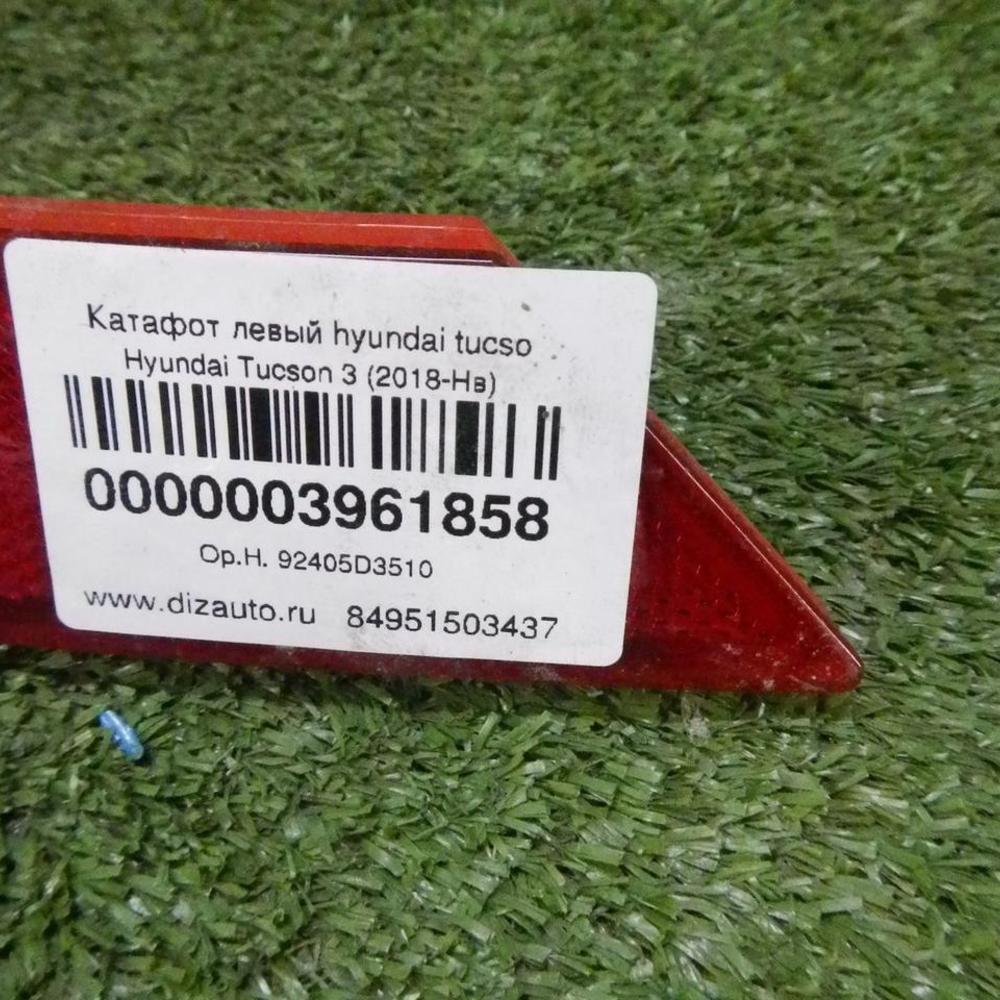 Катафот левый hyundai tucso
Hyundai Tucson 3 (2018-Нв)
0000003961858
Ор.Н. 92405D3510
www.dizauto.ru 84951503437